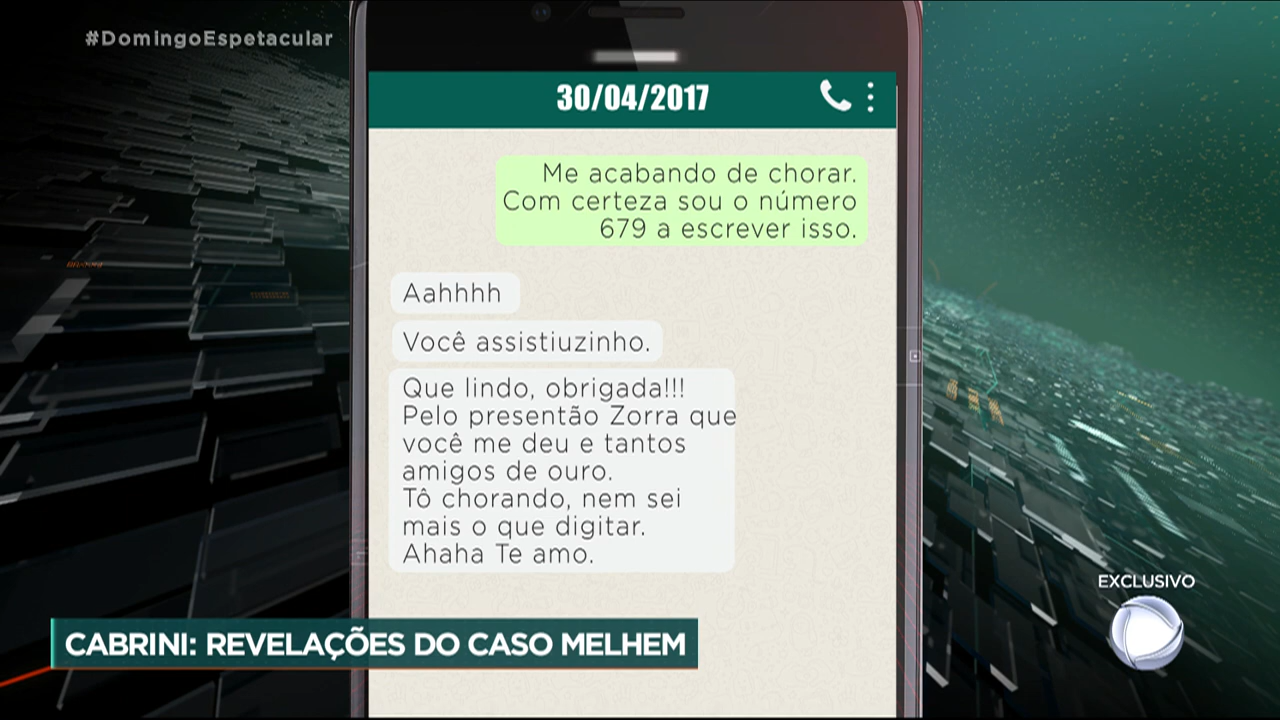 #DomingoEspetacular
30/04/2017
Me acabando de chorar.
Com certeza sou o número
679 a escrever isso.
Aahhhh
Você assistiuzinho.
Que lindo, obrigada!!!
Pelo presentão Zorra que
você me deu e tantos
amigos de ouro.
Tô chorando, nem sei
mais o que digitar.
Ahaha Te amo.
EXCLUSIVO
CABRINI: REVELAÇÕES DO CASO MELHEM